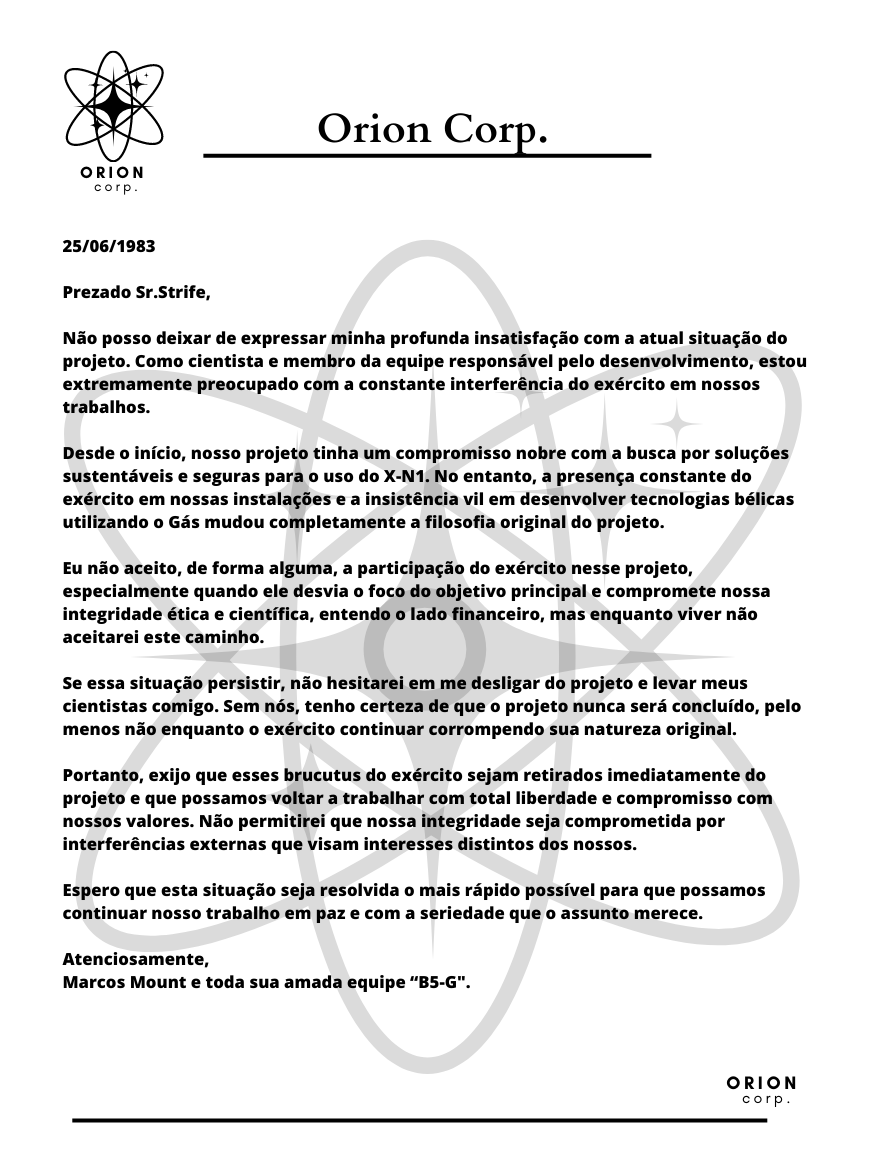 ORION
corp.
Orion Corp.
25/06/1983
Prezado Sr.Strife,
Não posso deixar de expressar minha profunda insatisfação com a atual situação do
projeto. Como cientista e membro da equipe responsável pelo desenvolvimento, estou
extremamente preocupado com a constante interferência do exército em nossos
trabalhos.
Desde o início, nosso projeto tinha um compromisso nobre com a busca por soluções
sustentáveis e seguras para o uso do X-N1. No entanto, a presença constante do
exército em nossas instalações e a insistência vil em desenvolver tecnologias bélicas
utilizando o Gás mudou completamente a filosofia original do projeto.
Eu não aceito, de forma alguma, a participação do exército nesse projeto,
especialmente quando ele desvia o foco do objetivo principal e compromete nossa
integridade ética e científica, entendo o lado financeiro, mas enquanto viver não
aceitarei este caminho.
Se essa situação persistir, não hesitarei em me desligar do projeto e levar meus
cientistas comigo. Sem nós, tenho certeza de que o projeto nunca será concluído, pelo
menos não enquanto o exército continuar corrompendo sua natureza original.
Portanto, exijo que esses brucutus do exército sejam retirados imediatamente do
projeto e que possamos voltar a trabalhar com total liberdade e compromisso com
nossos valores. Não permitirei que nossa integridade seja comprometida por
interferências externas que visam interesses distintos dos nossos.
Espero que esta situação seja resolvida o mais rápido possível para que possamos
continuar nosso trabalho em paz e com a seriedade que o assunto merece.
Atenciosamente,
Marcos Mount e toda sua amada equipe “B5-G".
ORION
corp.